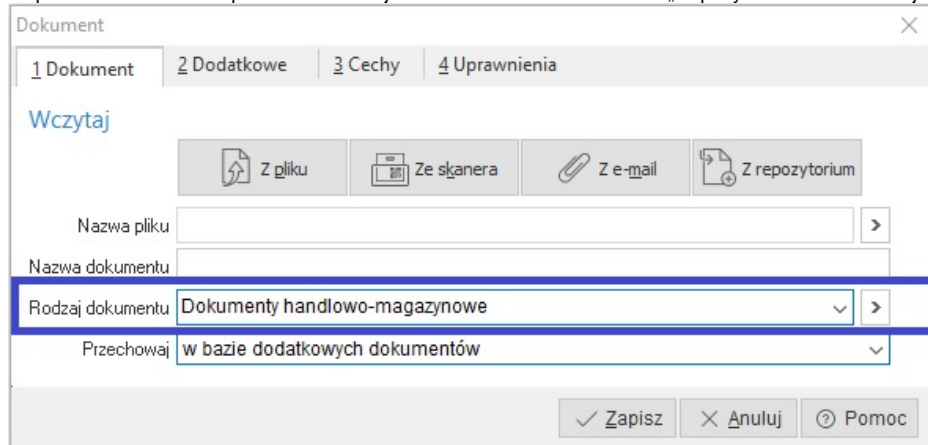 Dokument
1 Dokument 2 Dodatkowe 3 Cechy 4 Uprawnienia
Wczytaj
Z pliku Ze skanera Z e-mail Z repozytorium
Nazwa pliku
Nazwa dokumentu
Rodzaj dokumentu Dokumenty handlowo-magazynowe
Przechowaj w bazie dodatkowych dokumentów
Zapisz Anuluj Pomoc